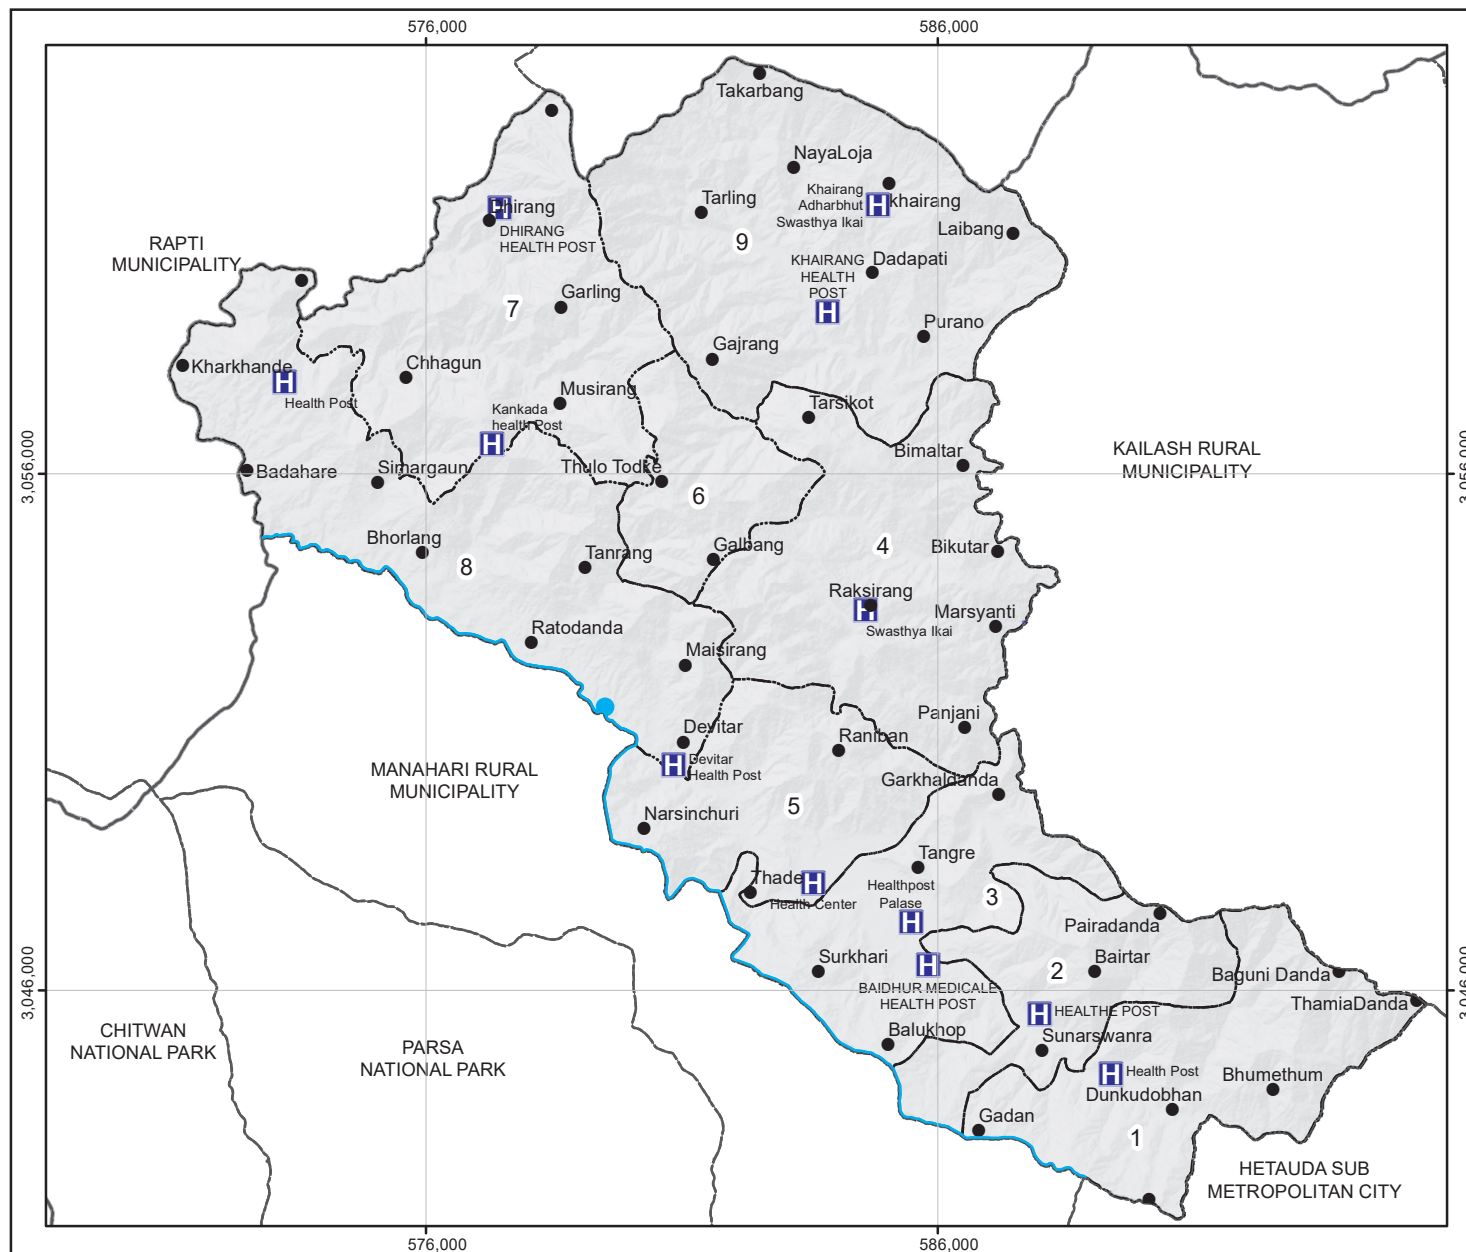 576,000
586,000
Takarbang
NayaLoja
Khairang
Adharbhut
Swasthya Ikai
H
khairang
Tarling
9
Laibang
H
Dhirang
DHIRANG
HEALTH POST
RAPTI
MUNICIPALITY
KHAIRANG
HEALTH
POST
H
Dadapati
7
Garling
Purano
Gajrang
Kharkhande
H
Health Post
Chhagun
Musirang
Kankada
health Post
H
Tarsikot
Bimaltar
KAILASH RURAL
MUNICIPALITY
3,056,000
3,056,000
Badahare
Simargaun
Thulo Todke
6
Bhorlang
8
Tanrang
Galbang
4
Bikutar
Raksirang
H
Swasthya Ikai
Marsyanti
Ratodanda
Maisirang
Panjani
Devitar
H
Devitar
Health Post
Raniban
MANAHARI RURAL
MUNICIPALITY
Garkhaldanda
5
Narsinchuri
Tangre
Thade
H
Health Center
Healthpost
Palase
H
3
Pairadanda
Surkhari
H
BAIDHUR MEDICALE
HEALTH POST
2
Bairtar
Baguni Danda
3,046,000
3,046,000
ThamiaDanda
H
HEALTHE POST
Sunarswanra
Balukhop
CHITWAN
NATIONAL PARK
PARSA
NATIONAL PARK
H
Health Post
Dunkudobhan
Bhumethum
Gadan
1
HETAUDA SUB
METROPOLITAN CITY
576,000
586,000